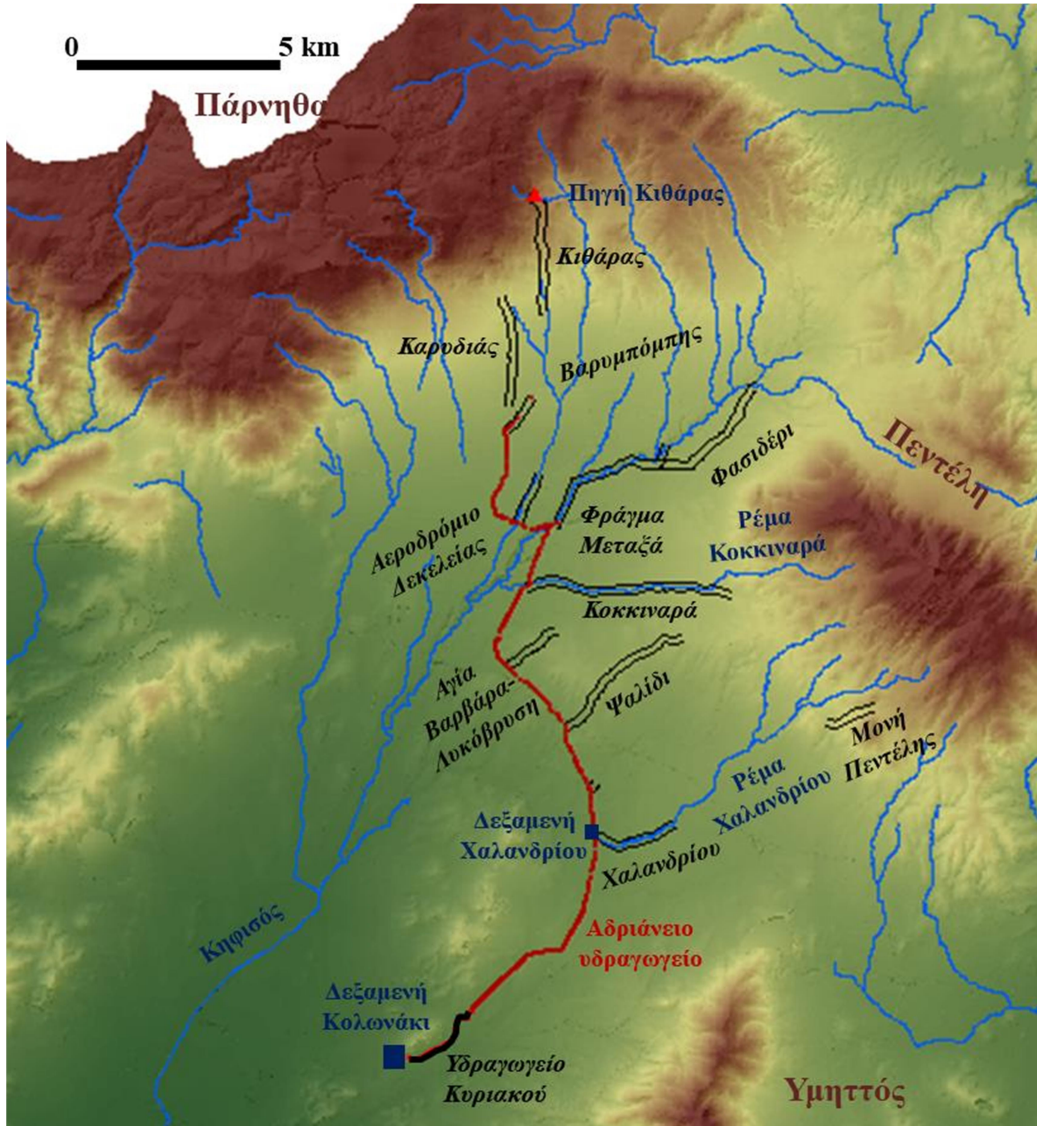 0 5 km
Πάρνηθα
Πηγή Κιθάρας
Κιθάρας
Καρυδιάς
Βαρυμπόμπης
Φασιδέρι
Πεντέλη
Αεροδρόμιο
Δεκελείας
Φράγμα
Μεταξά
Ρέμα
Κοκκιναρά
Κοκκιναρά
Αγία
Βαρβάρα-
Λυκόβρυση
Ψαλίδι
Μονή
Πεντέλης
Ρέμα
Χαλανδρίου
Δεξαμενή
Χαλανδρίου
Χαλανδρίου
Κηφισός
Αδριάνειο
υδραγωγείο
Δεξαμενή
Κολωνάκι
Υδραγωγείο
Κυριακού
Υμηττός